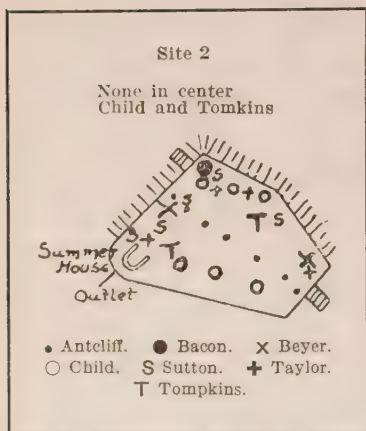 Site 2
None in center
Child and Tomkins
S
S
T S
S
S
T
Summer
House
Outlet
• Antcliff. ● Bacon. × Beyer.
○ Child. S Sutton. + Taylor.
T Tompkins.